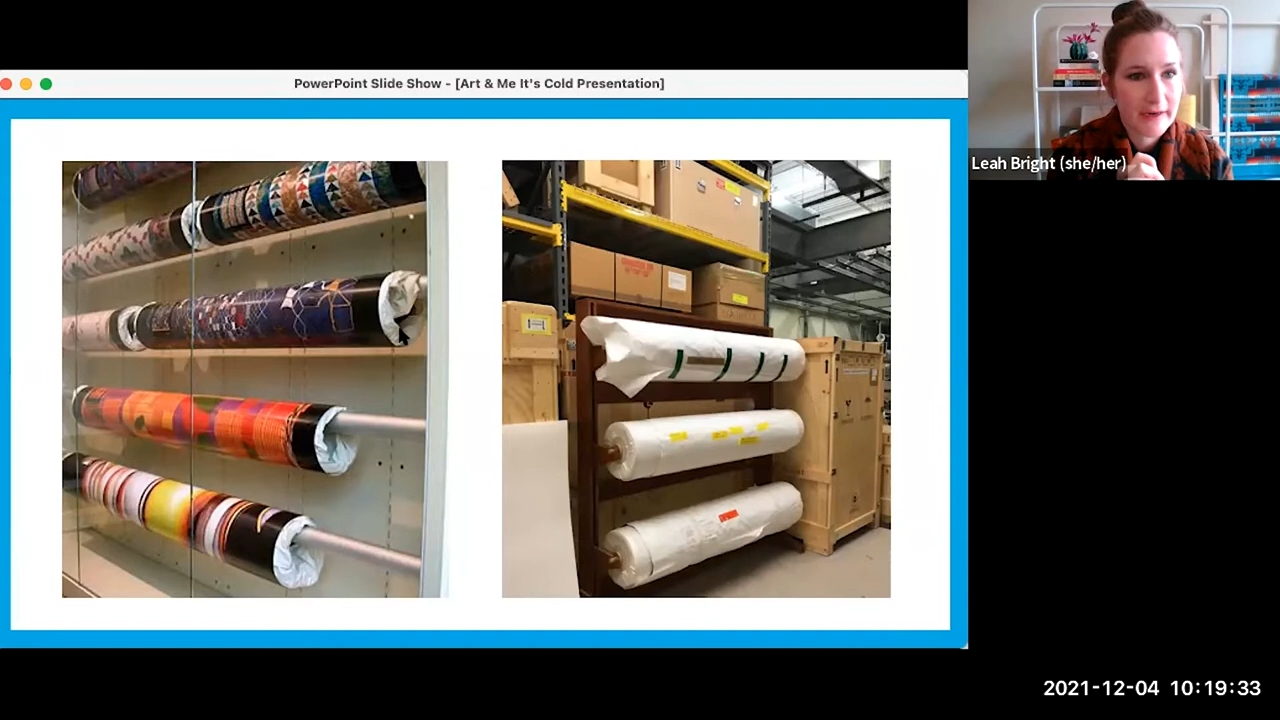 PowerPoint Slide Show - [Art & Me It's Cold Presentation]
Leah Bright (she/her)
2021-12-04 10:19:33